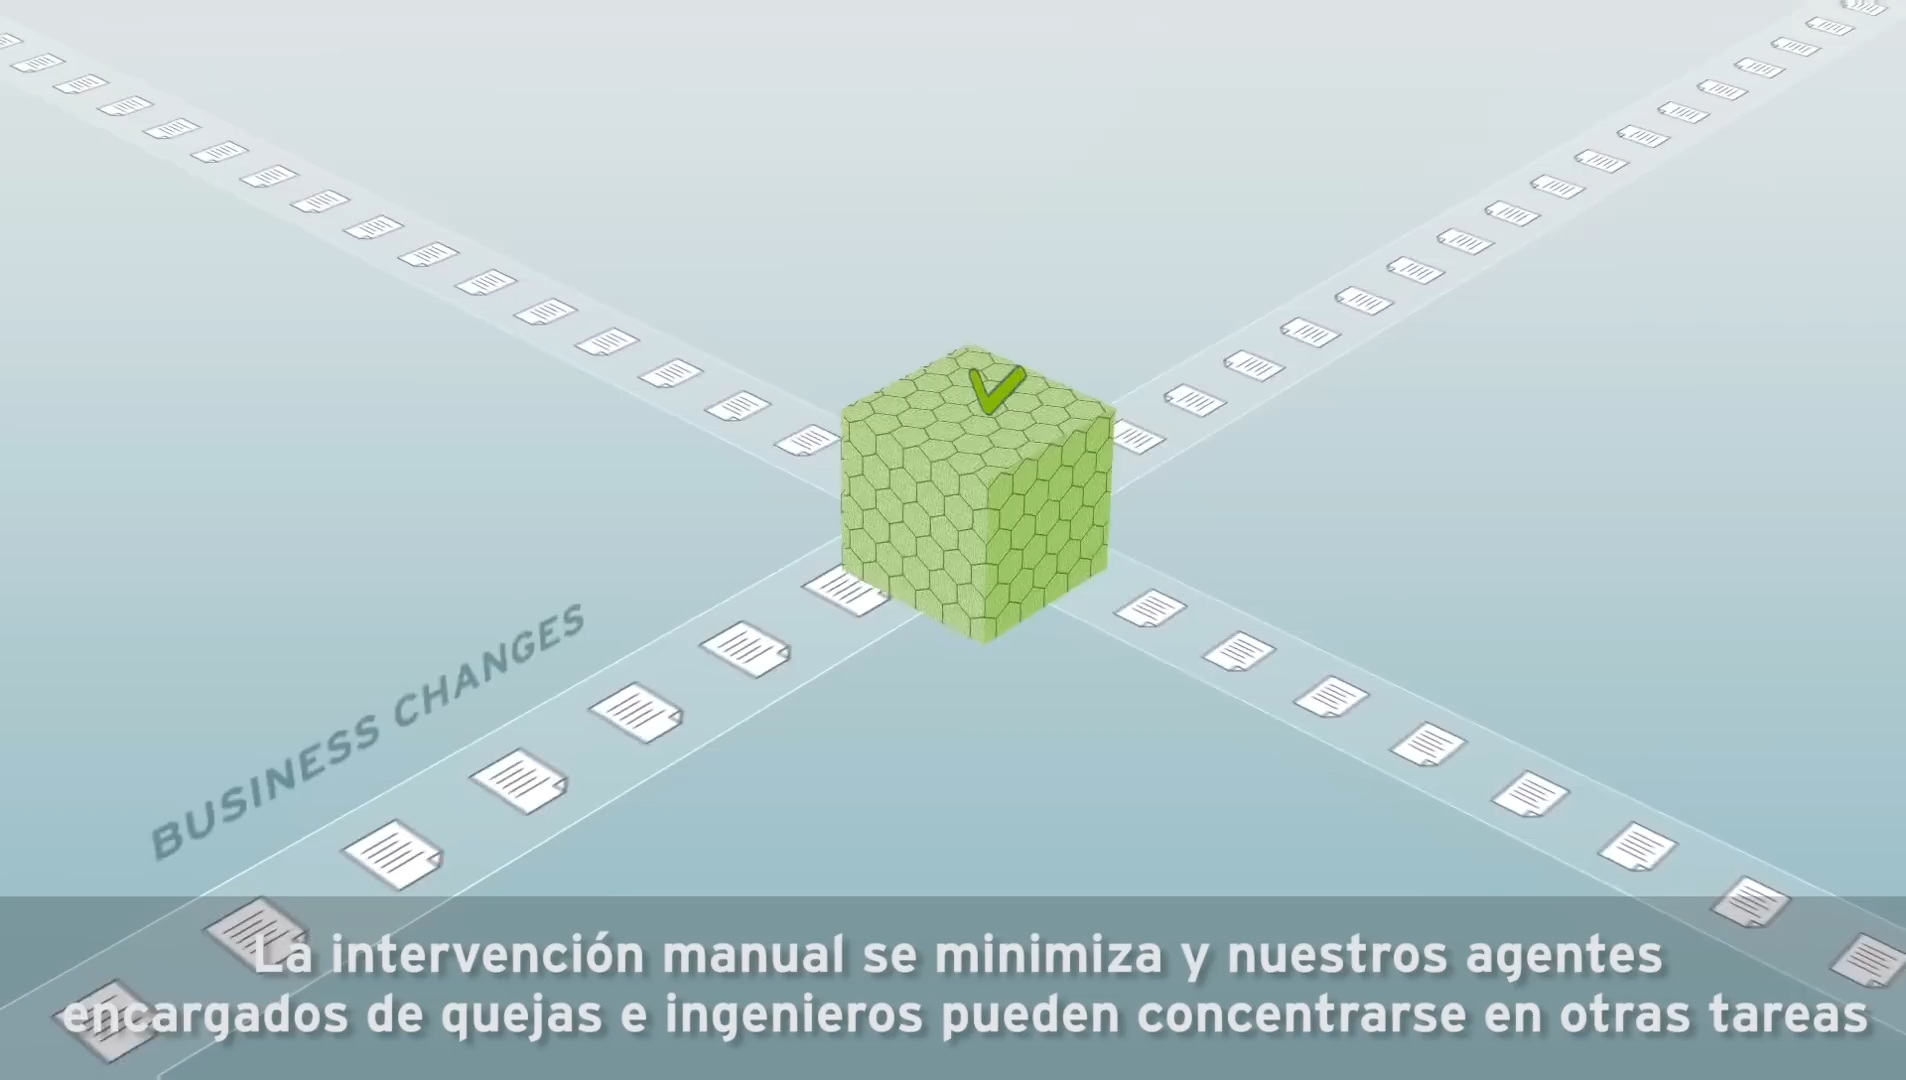 BUSINESS CHANGES
La intervención manual se minimiza y nuestros agentes
encargados de quejas e ingenieros pueden concentrarse en otras tareas